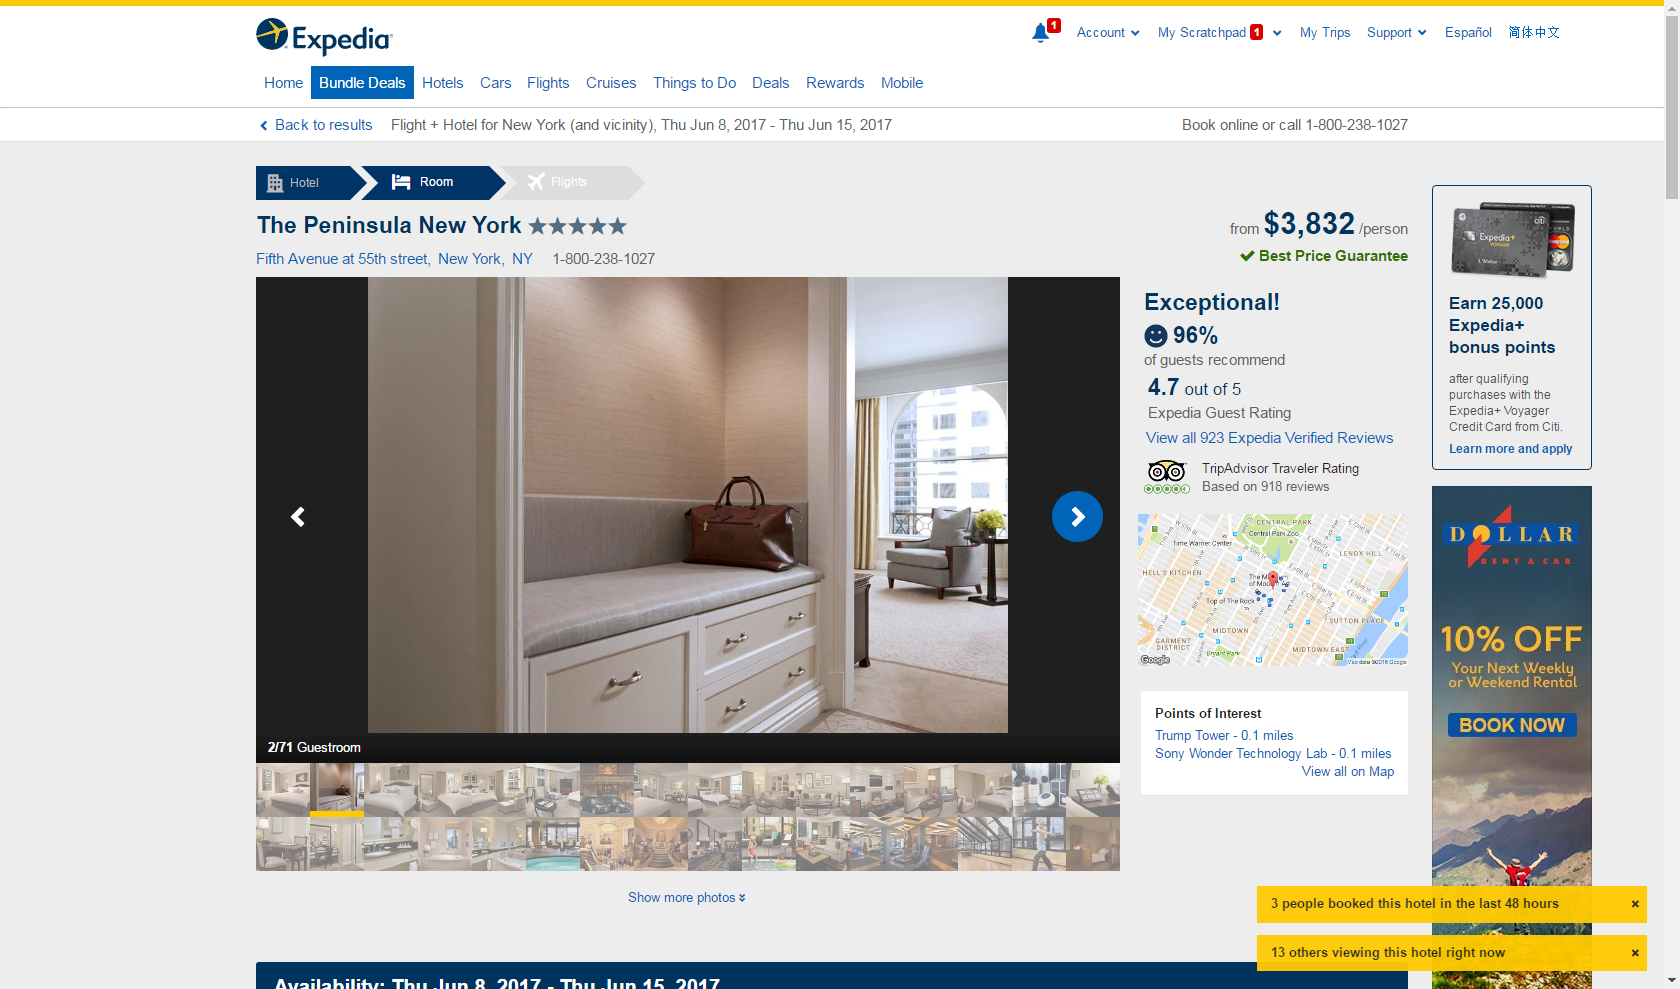 Expedia
1
Account
My Scratchpad 1
My Trips
Support
Español
简体中文
Home
Bundle Deals
Hotels
Cars
Flights
Cruises
Things to Do
Deals
Rewards
Mobile
Back to results
Flight + Hotel for New York (and vicinity), Thu Jun 8, 2017 - Thu Jun 15, 2017
Book online or call 1-800-238-1027
Hotel
Room
Flights
The Peninsula New York
Fifth Avenue at 55th street, New York, NY 1-800-238-1027
from $3,832 /person
Best Price Guarantee
2/71 Guestroom
Show more photos
Exceptional!
96%
of guests recommend
4.7 out of 5
Expedia Guest Rating
View all 923 Expedia Verified Reviews
TripAdvisor Traveler Rating
Based on 918 reviews
CENTRAL PARK
Central Park Zoo
Time Warner Center
LENOX HILL
HELL'S KITCHEN
Top of The Rock
SUTTON PLACE
MIDTOWN
GARMENT
DISTRICT
Bryant Park
MIDTOWN EAST
Google
Map data ©2016 Google
Points of Interest
Trump Tower - 0.1 miles
Sony Wonder Technology Lab - 0.1 miles
View all on Map
citi
Expedia+
VOYAGER
Earn 25,000
Expedia+
bonus points
after qualifying
purchases with the
Expedia+ Voyager
Credit Card from Citi.
Learn more and apply
DOLLAR
RENT A CAR
10% OFF
Your Next Weekly
or Weekend Rental
BOOK NOW
3 people booked this hotel in the last 48 hours
13 others viewing this hotel right now
Availability: Thu Jun 8, 2017 - Thu Jun 15, 2017